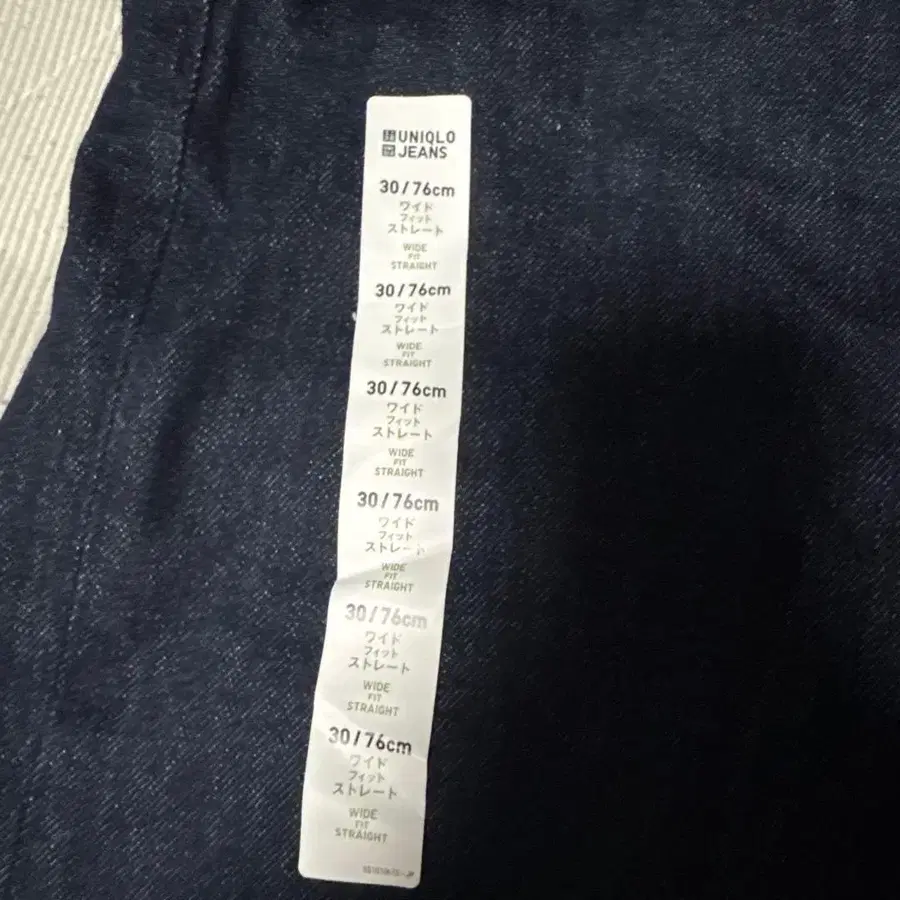 UNIQLO
JEANS
30/76cm
ワイド
フィット
ストレート
WIDE
FIT
STRAIGHT
30/76cm
ワイド
フィット
ストレート
WIDE
FIT
STRAIGHT
30/76cm
ワイド
フィット
ストレート
WIDE
FIT
STRAIGHT
30/76cm
ワイド
フィット
ストレート
WIDE
FIT
STRAIGHT
30/76cm
ワイド
フィット
ストレート
WIDE
FIT
STRAIGHT
30/76cm
ワイド
フィット
ストレート
WIDE
FIT
STRAIGHT